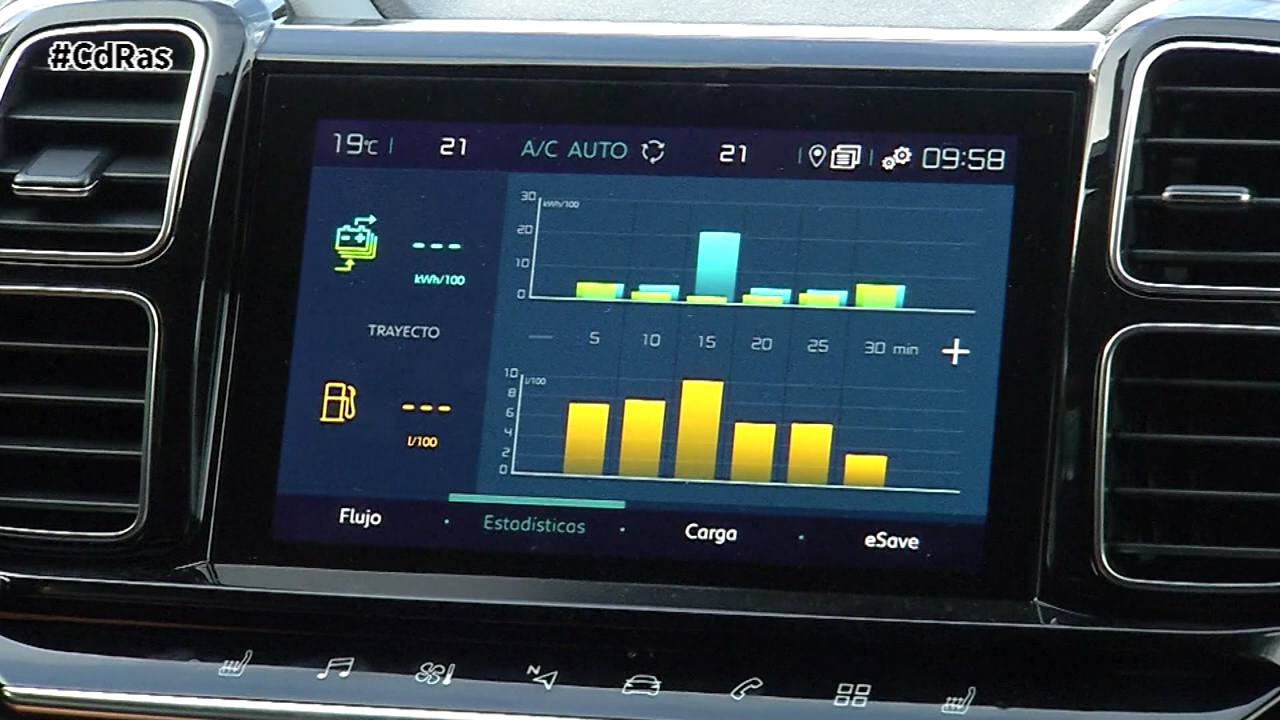 #CdRas
19°C 21 A/C AUTO 21 09:58
30 kWh/100
20
10
0
--- kWh/100
TRAYECTO
— 5 10 15 20 25 30 min +
10 l/100
8
6
4
2
0
--- l/100
Flujo · Estadísticas · Carga · eSave
N